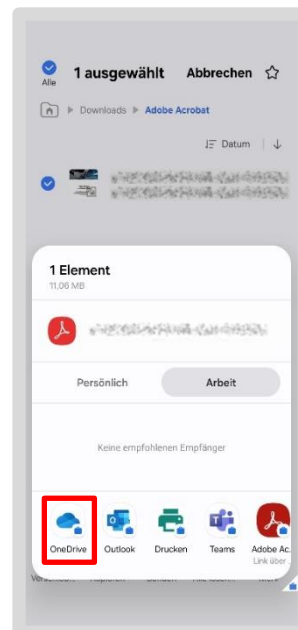 1 ausgewählt Abbrechen
Alle
Downloads Adobe Acrobat
Datum
1 Element
11,06 MB
Persönlich Arbeit
Keine empfohlenen Empfänger
OneDrive Outlook Drucken Teams Adobe Ac.
Link über